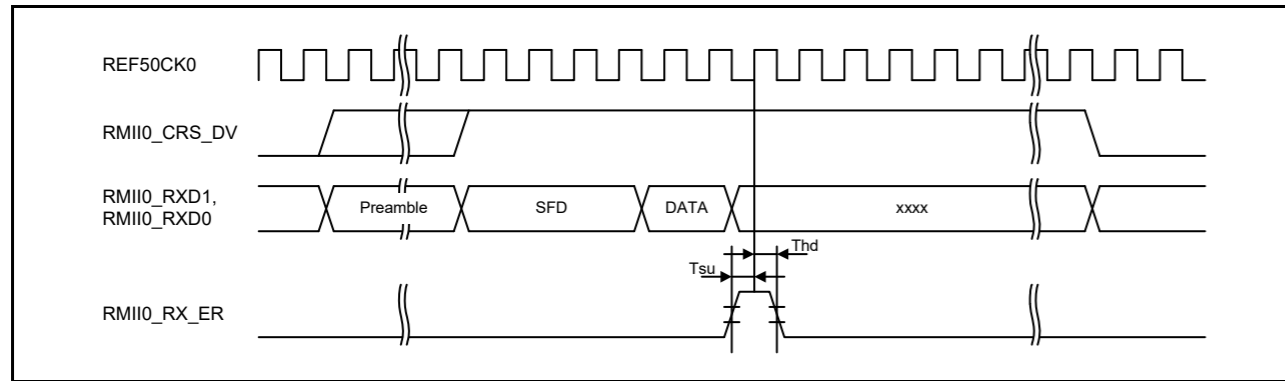 REF50CK0
RMII0_CRS_DV
RMII0_RXD1,
RMII0_RXD0
Preamble
SFD
DATA
xxxx
Thd
Tsu
RMII0_RX_ER